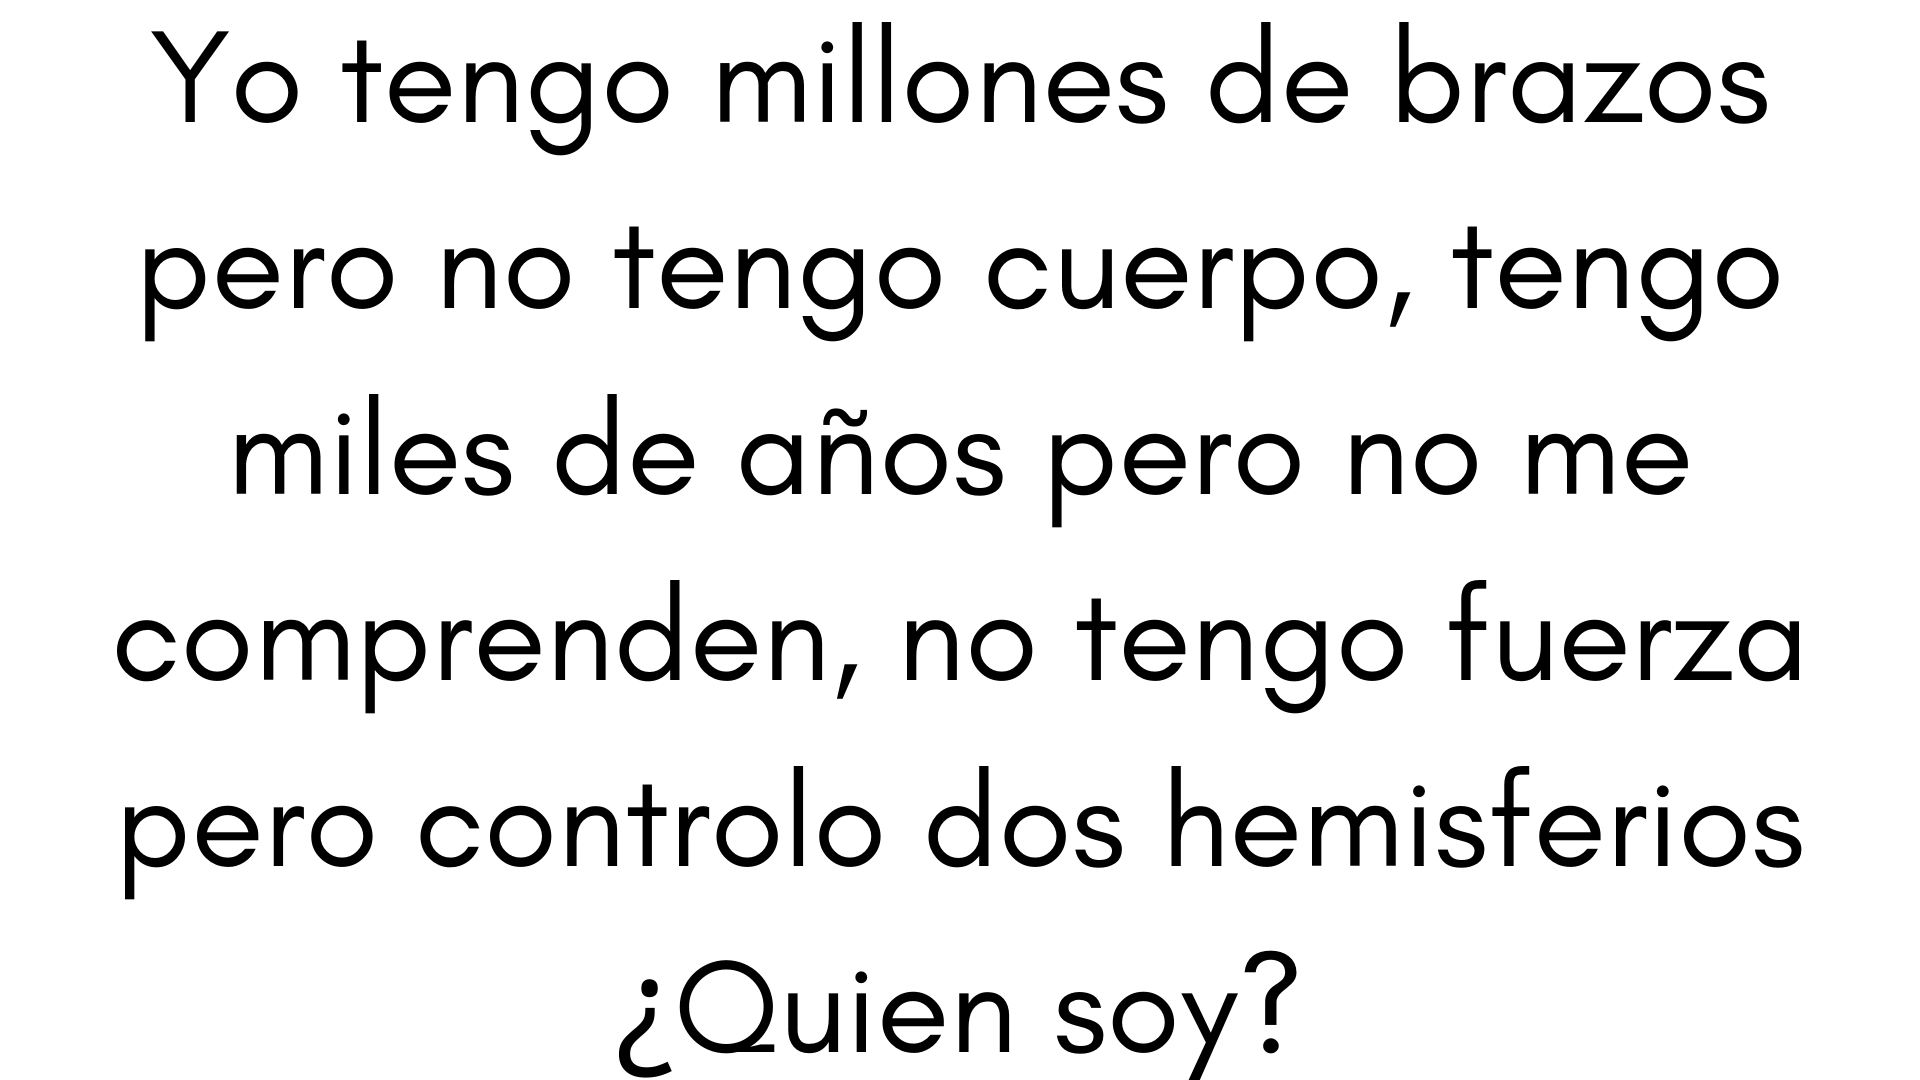 Yo tengo millones de brazos
pero no tengo cuerpo, tengo
miles de años pero no me
comprenden, no tengo fuerza
pero controlo dos hemisferios
¿Quien soy?